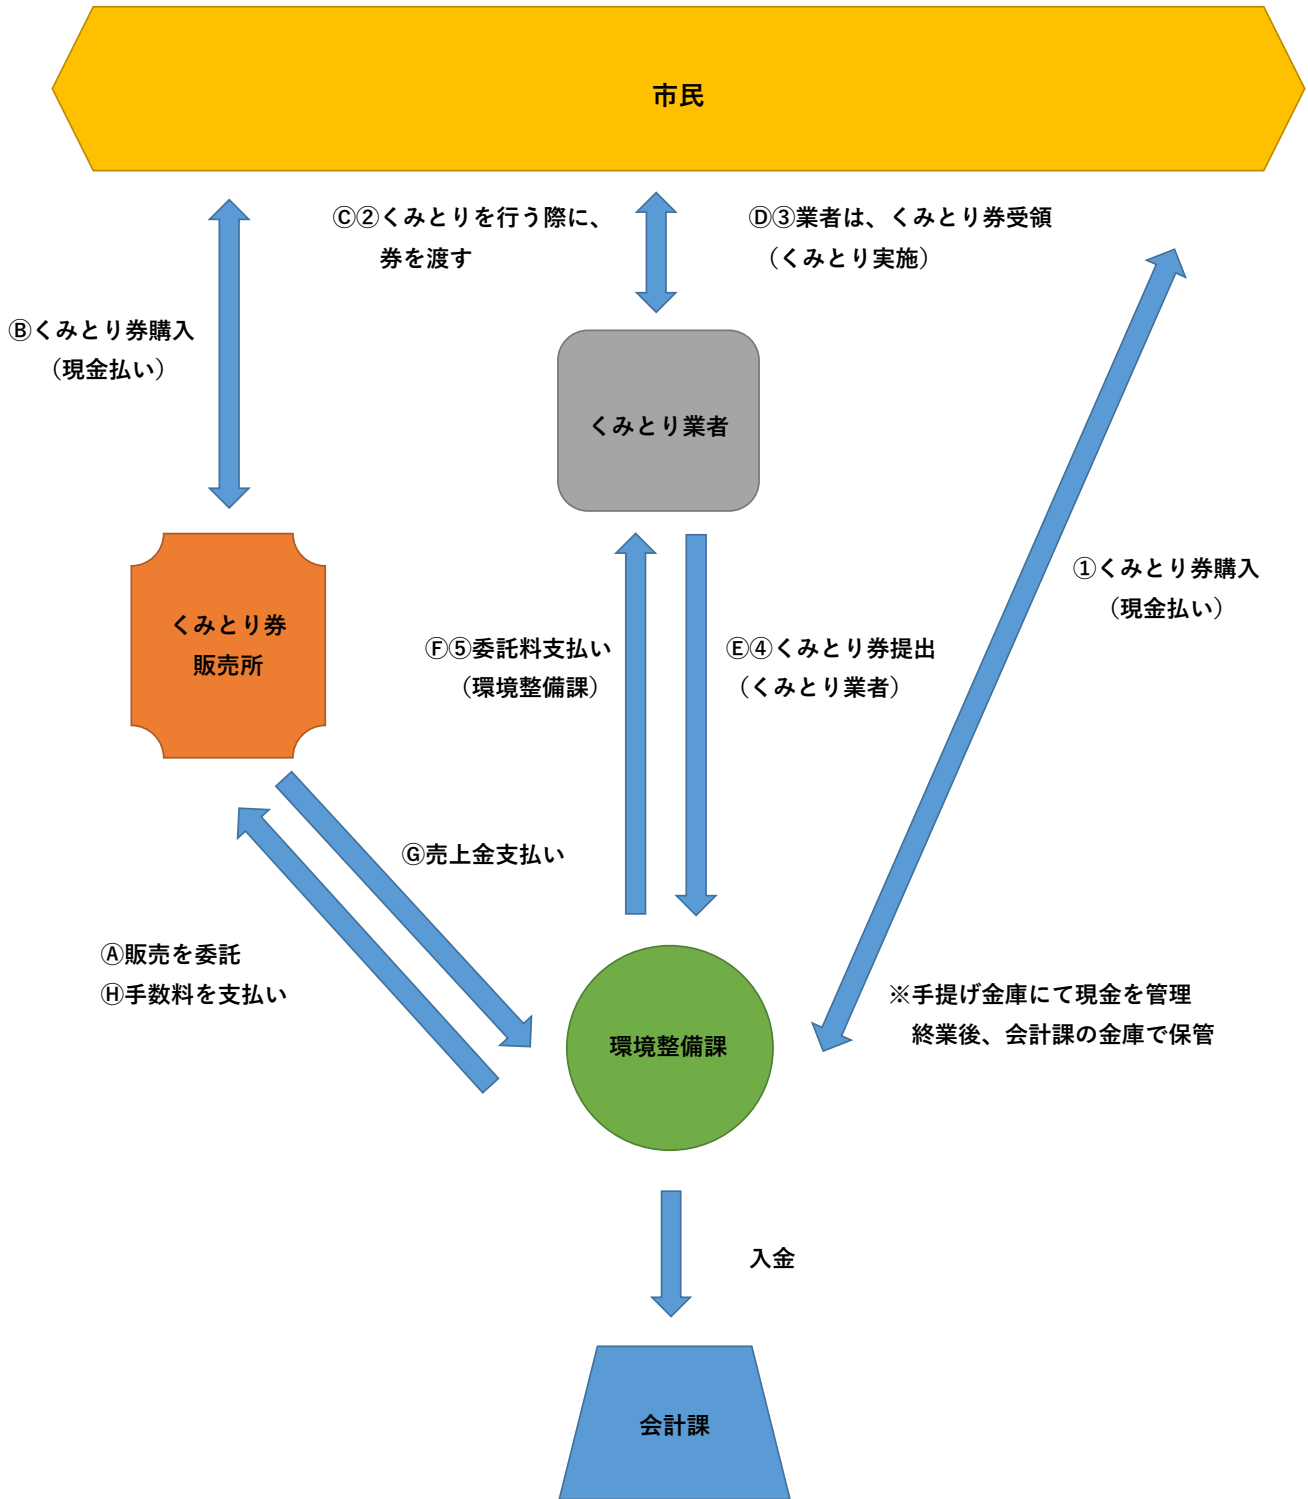 市民
Ⓒ②くみとりを行う際に、
券を渡す
Ⓓ③業者は、くみとり券受領
（くみとり実施）
Ⓑくみとり券購入
（現金払い）
くみとり業者
①くみとり券購入
（現金払い）
くみとり券
販売所
Ⓕ⑤委託料支払い
（環境整備課）
Ⓔ④くみとり券提出
（くみとり業者）
Ⓖ売上金支払い
Ⓐ販売を委託
Ⓗ手数料を支払い
※手提げ金庫にて現金を管理
終業後、会計課の金庫で保管
環境整備課
入金
会計課